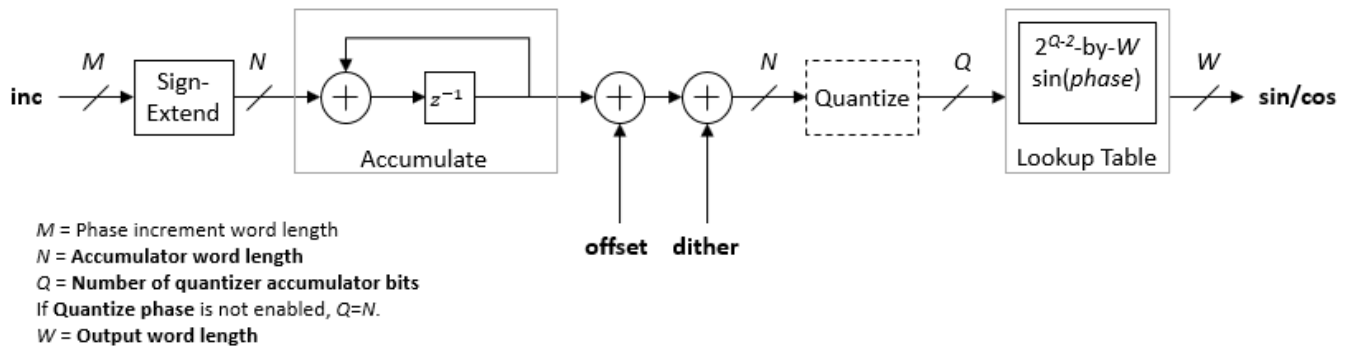 M
N
N
Q
2^{Q-2}-by-W
sin(phase)
W
inc
Sign-
Extend
+
z⁻¹
+
+
Quantize
sin/cos
Accumulate
Lookup Table
offset
dither
M = Phase increment word length
N = Accumulator word length
Q = Number of quantizer accumulator bits
If Quantize phase is not enabled, Q=N.
W = Output word length